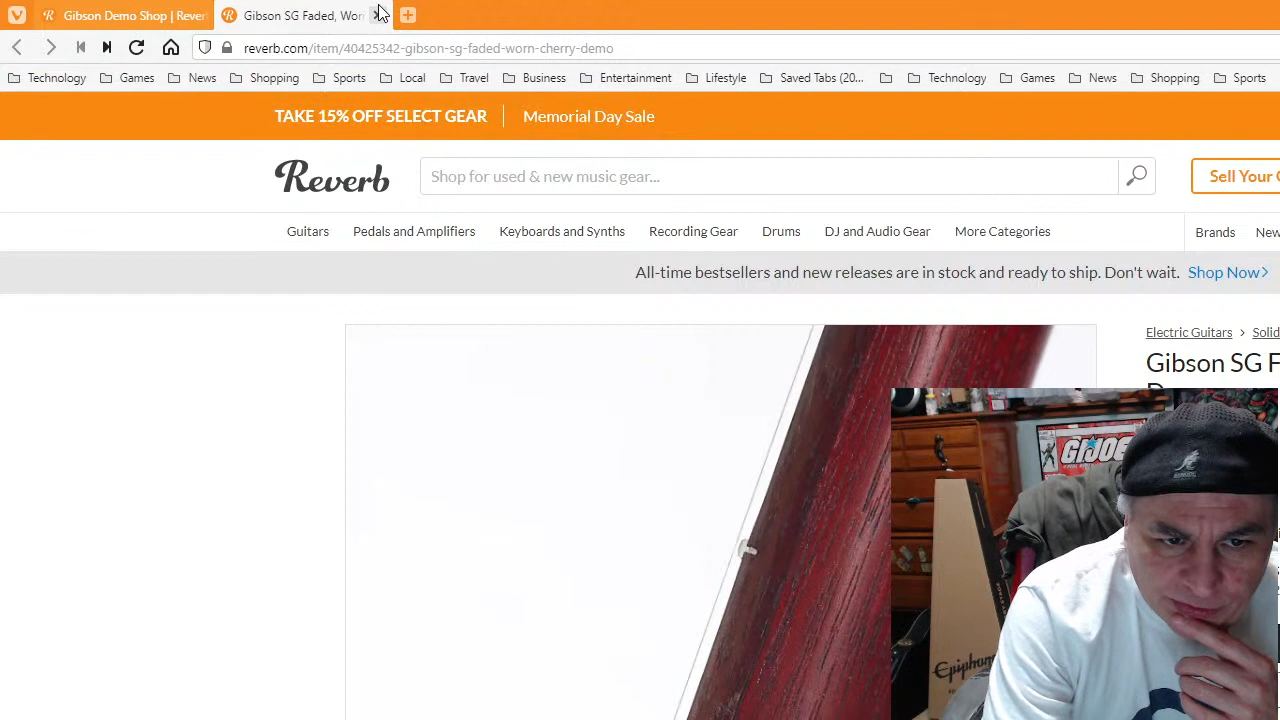 Gibson Demo Shop | Rever
Gibson SG Faded, Wor
reverb.com/item/40425342-gibson-sg-faded-worn-cherry-demo
Technology Games News Shopping Sports Local Travel Business Entertainment Lifestyle Saved Tabs (20... Technology Games News Shopping Sports
TAKE 15% OFF SELECT GEAR Memorial Day Sale
Reverb Shop for used & new music gear... Sell Your
Guitars Pedals and Amplifiers Keyboards and Synths Recording Gear Drums DJ and Audio Gear More Categories Brands New
All-time bestsellers and new releases are in stock and ready to ship. Don't wait. Shop Now>
Electric Guitars > Solid
Gibson SG F
G.I.JOE
Epiphone